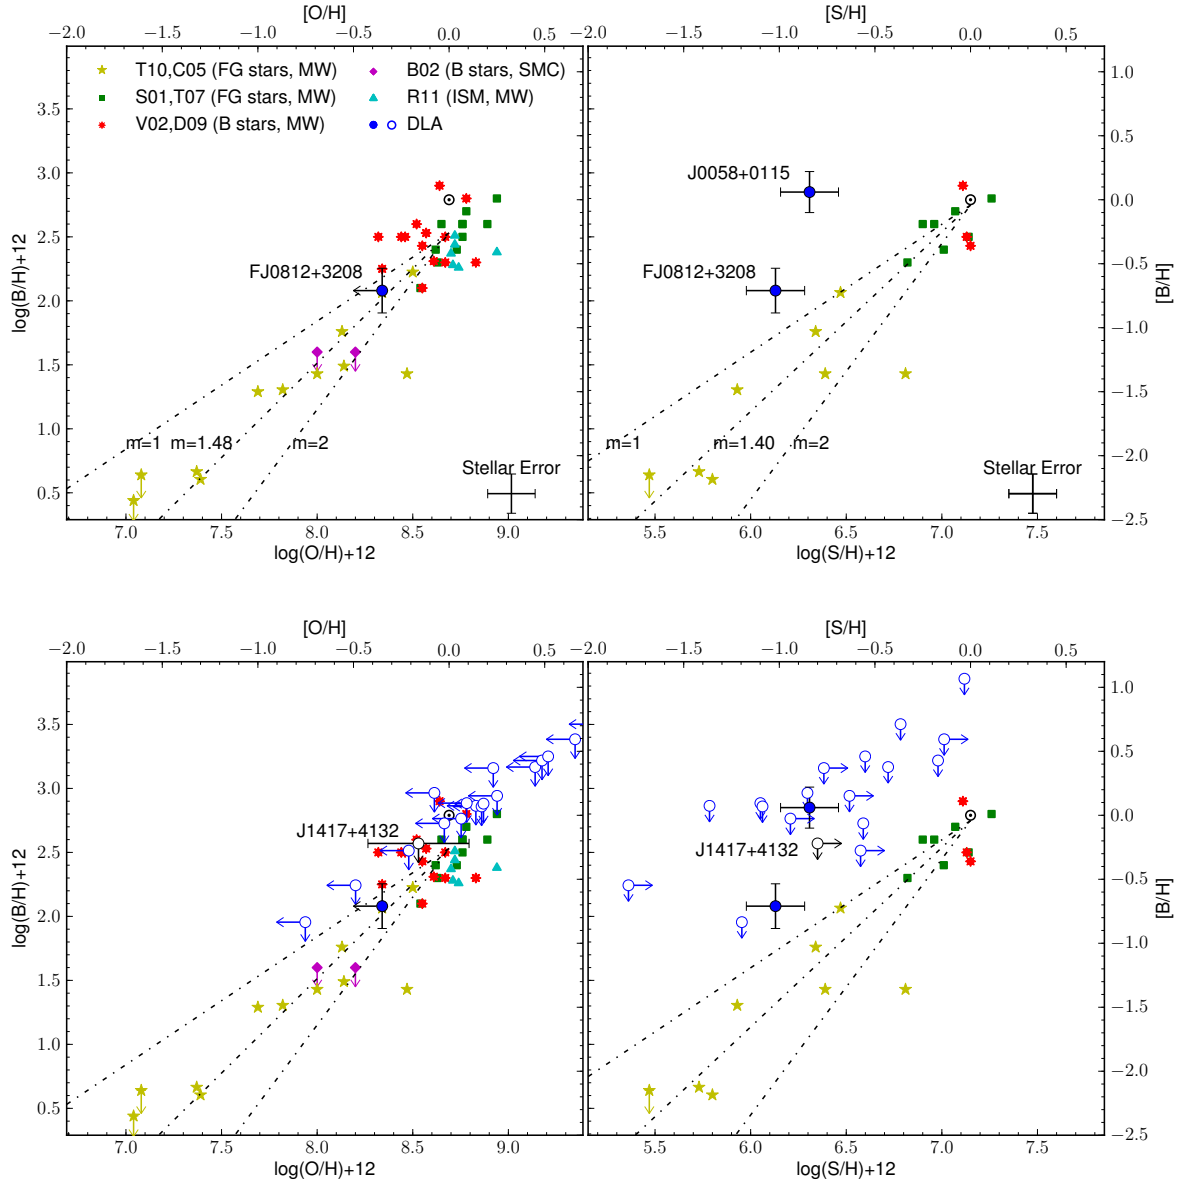 [O/H]
[S/H]
−2.0 −1.5 −1.0 −0.5 0.0 0.5 −2.0 −1.5 −1.0 −0.5 0.0 0.5
T10,C05 (FG stars, MW)
S01,T07 (FG stars, MW)
V02,D09 (B stars, MW)
B02 (B stars, SMC)
R11 (ISM, MW)
DLA
3.5
3.0
2.5
2.0
1.5
1.0
0.5
log(B/H)+12
FJ0812+3208
m=1 m=1.48 m=2
Stellar Error
7.0 7.5 8.0 8.5 9.0
log(O/H)+12
J0058+0115
FJ0812+3208
m=1 m=1.40 m=2
Stellar Error
1.0
0.5
0.0
−0.5
−1.0
−1.5
−2.0
−2.5
[B/H]
5.5 6.0 6.5 7.0 7.5
log(S/H)+12
[O/H]
[S/H]
−2.0 −1.5 −1.0 −0.5 0.0 0.5 −2.0 −1.5 −1.0 −0.5 0.0 0.5
3.5
3.0
2.5
2.0
1.5
1.0
0.5
log(B/H)+12
J1417+4132
7.0 7.5 8.0 8.5 9.0
log(O/H)+12
J1417+4132
1.0
0.5
0.0
−0.5
−1.0
−1.5
−2.0
−2.5
[B/H]
5.5 6.0 6.5 7.0 7.5
log(S/H)+12